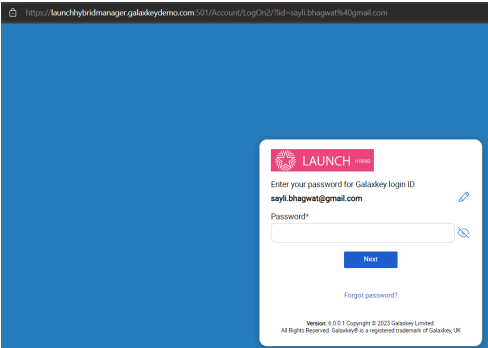 https://launchhybridmanager.galaxkeydemo.com:501/Account/LogOn2/?lid=sayli.bhagwat%40gmail.com
LAUNCH HYBRID
Enter your password for Galaxkey login ID
sayli.bhagwat@gmail.com
Password*
Next
Forgot password?
Version: 6.0.0.1 Copyright © 2023 Galaxkey Limited.
All Rights Reserved. Galaxkey® is a registered trademark of Galaxkey, UK